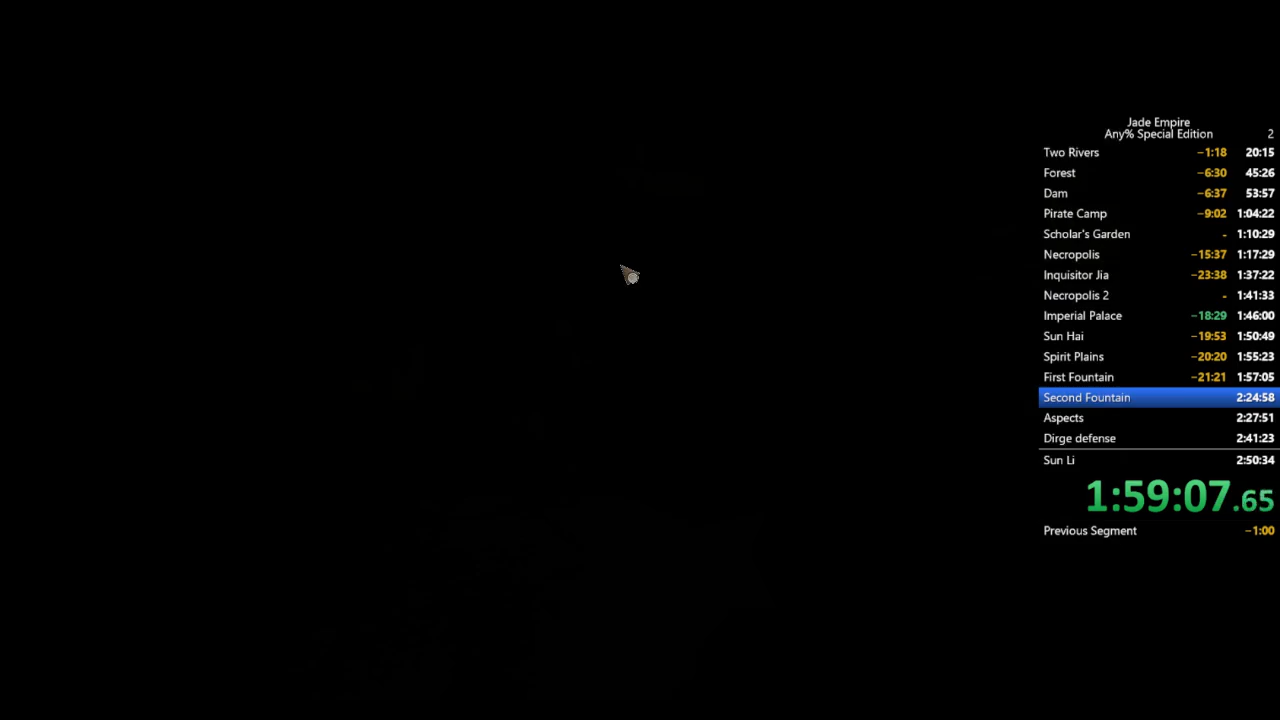 Jade Empire
Any% Special Edition 2
Two Rivers −1:18 20:15
Forest −6:30 45:26
Dam −6:37 53:57
Pirate Camp −9:02 1:04:22
Scholar's Garden - 1:10:29
Necropolis −15:37 1:17:29
Inquisitor Jia −23:38 1:37:22
Necropolis 2 - 1:41:33
Imperial Palace −18:29 1:46:00
Sun Hai −19:53 1:50:49
Spirit Plains −20:20 1:55:23
First Fountain −21:21 1:57:05
Second Fountain 2:24:58
Aspects 2:27:51
Dirge defense 2:41:23
Sun Li 2:50:34
1:59:07.65
Previous Segment −1:00